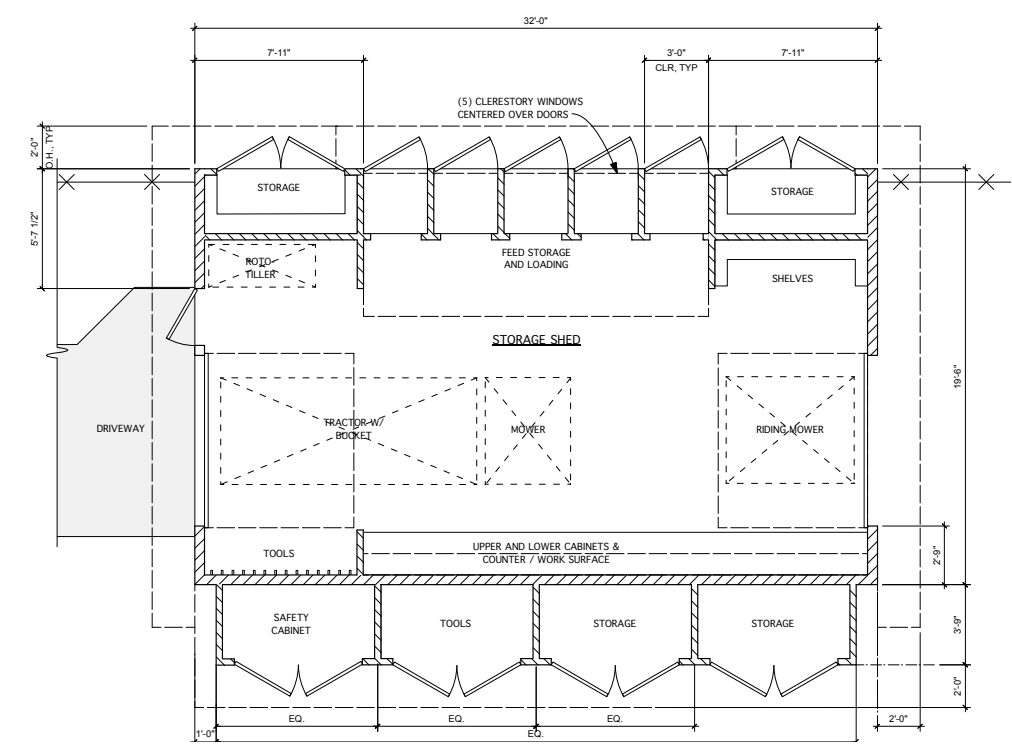 32'-0"
7'-11"
3'-0"
7'-11"
CLR, TYP
(5) CLERESTORY WINDOWS
CENTERED OVER DOORS
2'-0"
O.H., TYP
STORAGE
STORAGE
5'-7 1/2"
ROTO-
TILLER
FEED STORAGE
AND LOADING
SHELVES
STORAGE SHED
19'-6"
DRIVEWAY
TRACTOR W/
BUCKET
MOWER
RIDING MOWER
TOOLS
UPPER AND LOWER CABINETS &
COUNTER / WORK SURFACE
2'-9"
SAFETY
CABINET
TOOLS
STORAGE
STORAGE
3'-9"
2'-0"
EQ.
EQ.
EQ.
2'-0"
1'-0"
EQ.